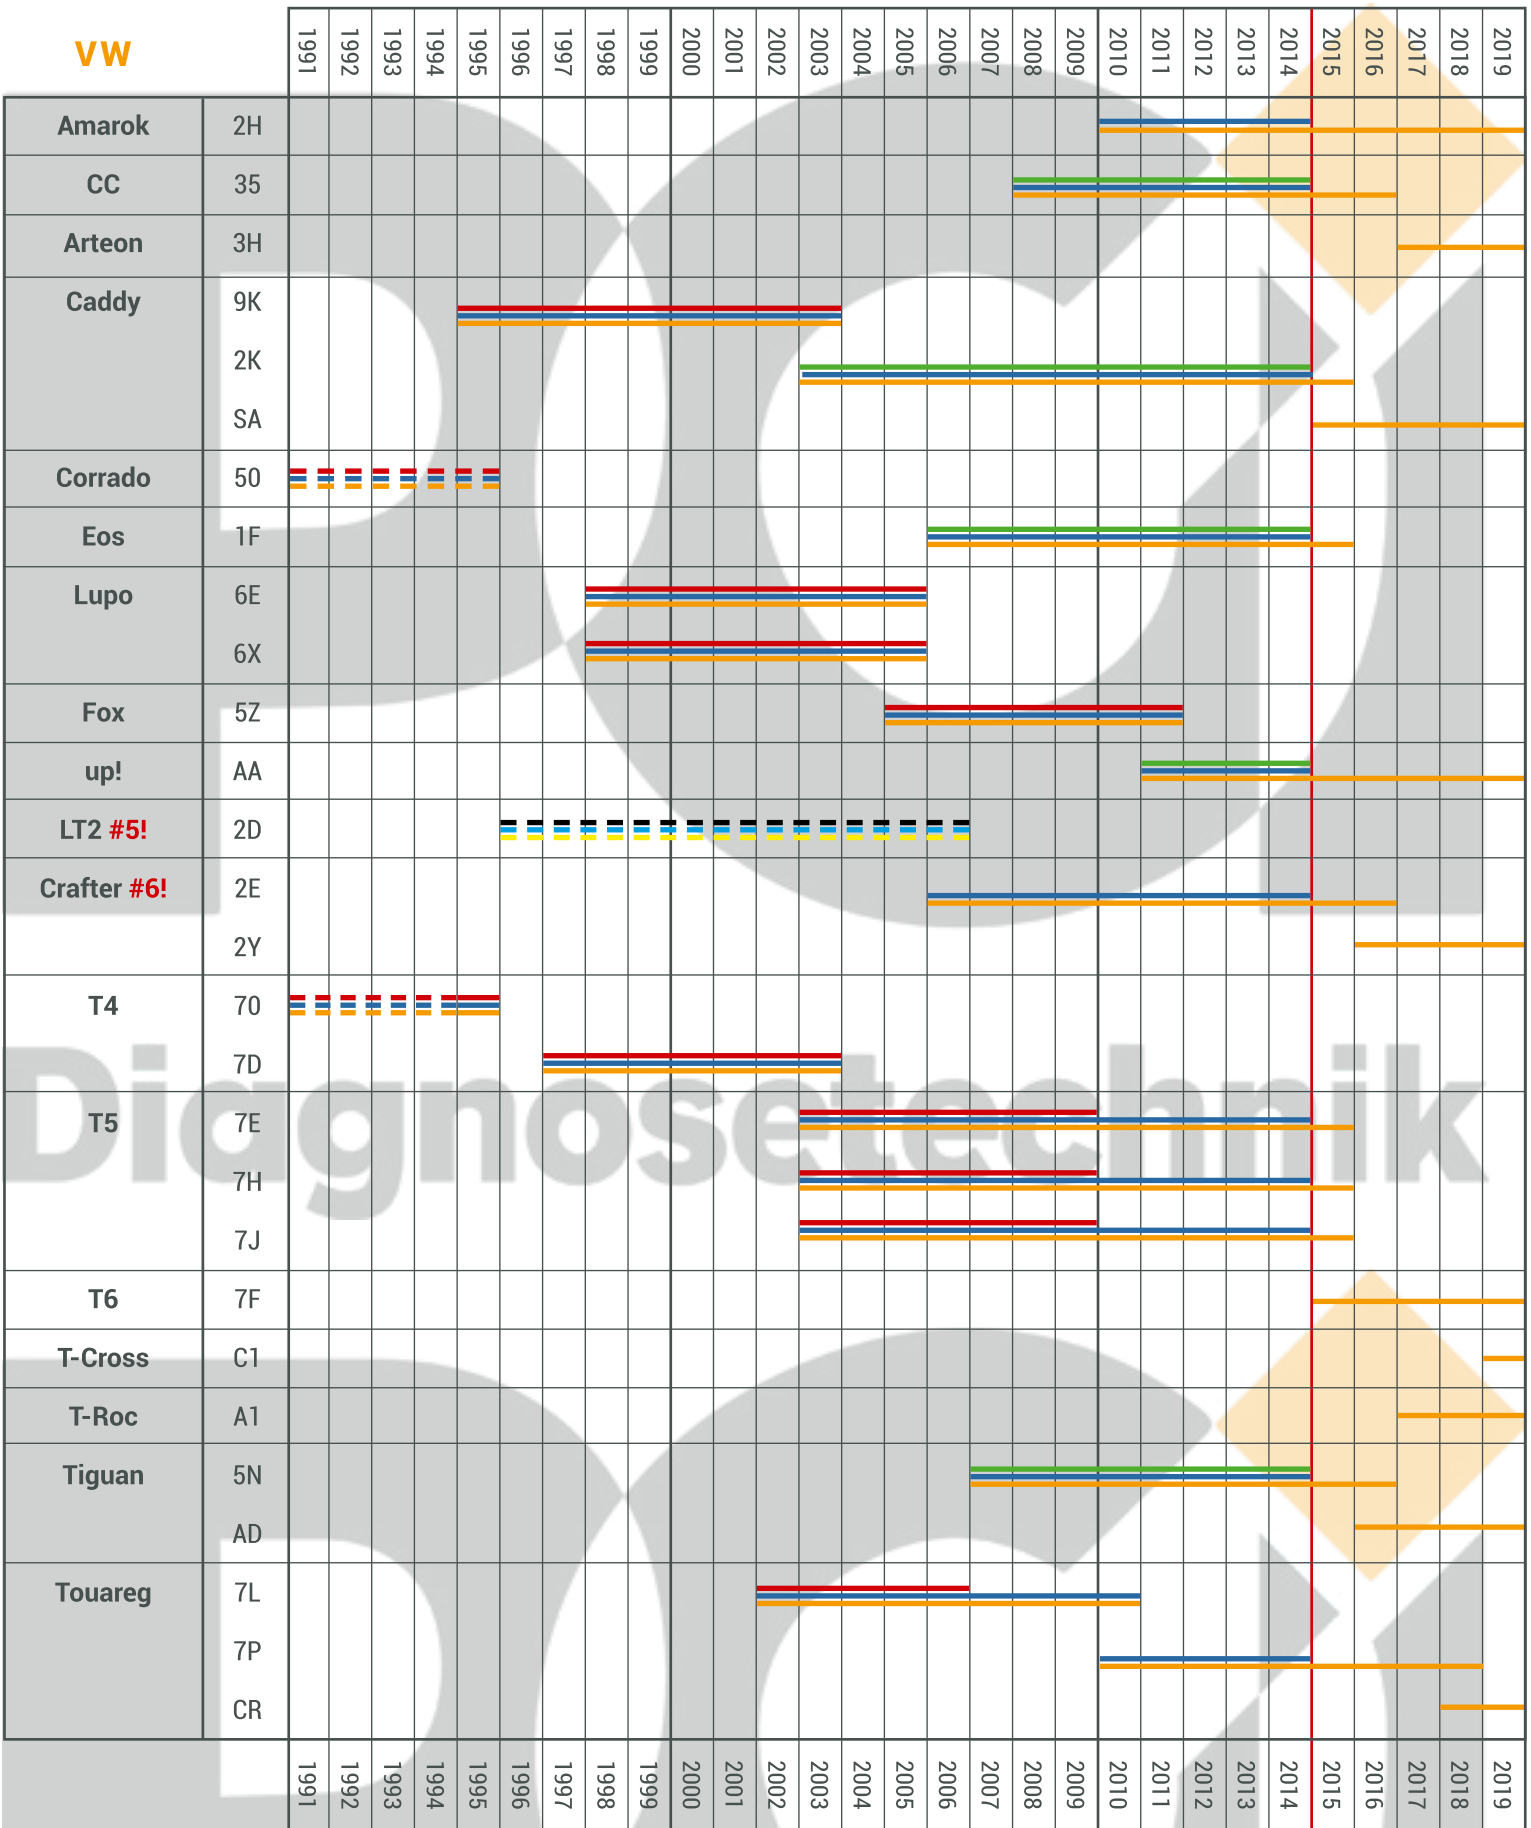 VW 1991 1992 1993 1994 1995 1996 1997 1998 1999 2000 2001 2002 2003 2004 2005 2006 2007 2008 2009 2010 2011 2012 2013 2014 2015 2016 2017 2018 2019
Amarok 2H
CC 35
Arteon 3H
Caddy 9K
2K
SA
Corrado 50
Eos 1F
Lupo 6E
6X
Fox 5Z
up! AA
LT2 #5! 2D
Crafter #6! 2E
2Y
T4 70
7D
Diagnosetechnik
T5 7E
7H
7J
T6 7F
T-Cross C1
T-Roc A1
Tiguan 5N
AD
Touareg 7L
7P
CR
1991 1992 1993 1994 1995 1996 1997 1998 1999 2000 2001 2002 2003 2004 2005 2006 2007 2008 2009 2010 2011 2012 2013 2014 2015 2016 2017 2018 2019
PCI
PCI